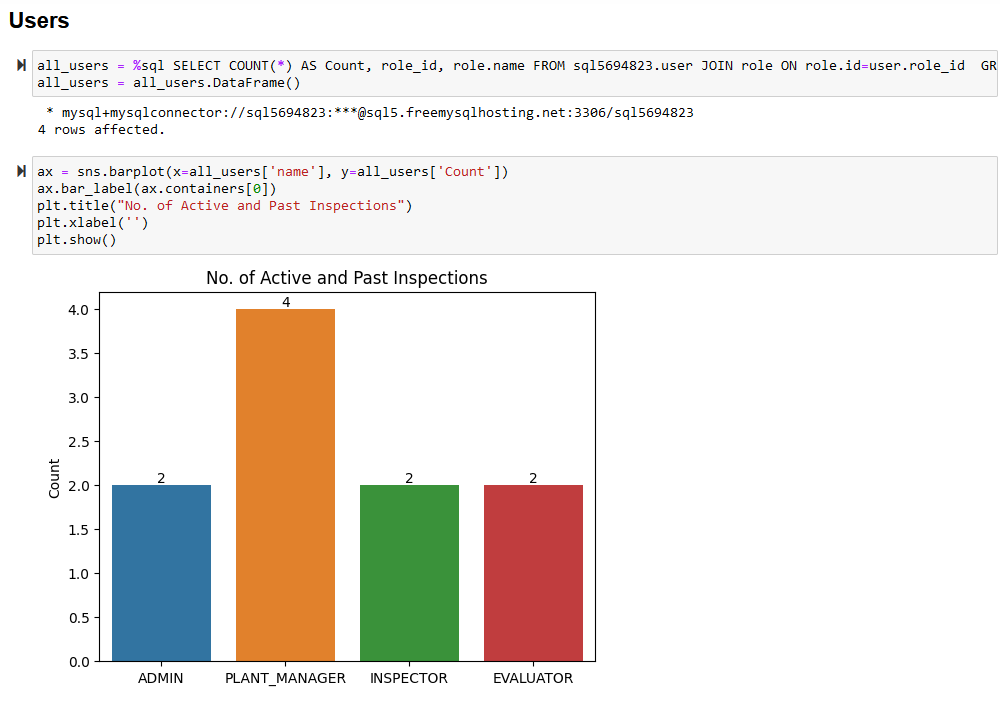 Users
all_users = %sql SELECT COUNT(*) AS Count, role_id, role.name FROM sql5694823.user JOIN role ON role.id=user.role_id  GR
all_users = all_users.DataFrame()
* mysql+mysqlconnector://sql5694823:***@sql5.freemysqlhosting.net:3306/sql5694823
4 rows affected.
ax = sns.barplot(x=all_users['name'], y=all_users['Count'])
ax.bar_label(ax.containers[0])
plt.title("No. of Active and Past Inspections")
plt.xlabel('')
plt.show()
No. of Active and Past Inspections
4
4.0
3.5
3.0
2.5
2 2 2
2.0
1.5
1.0
0.5
0.0
Count
ADMIN PLANT_MANAGER INSPECTOR EVALUATOR